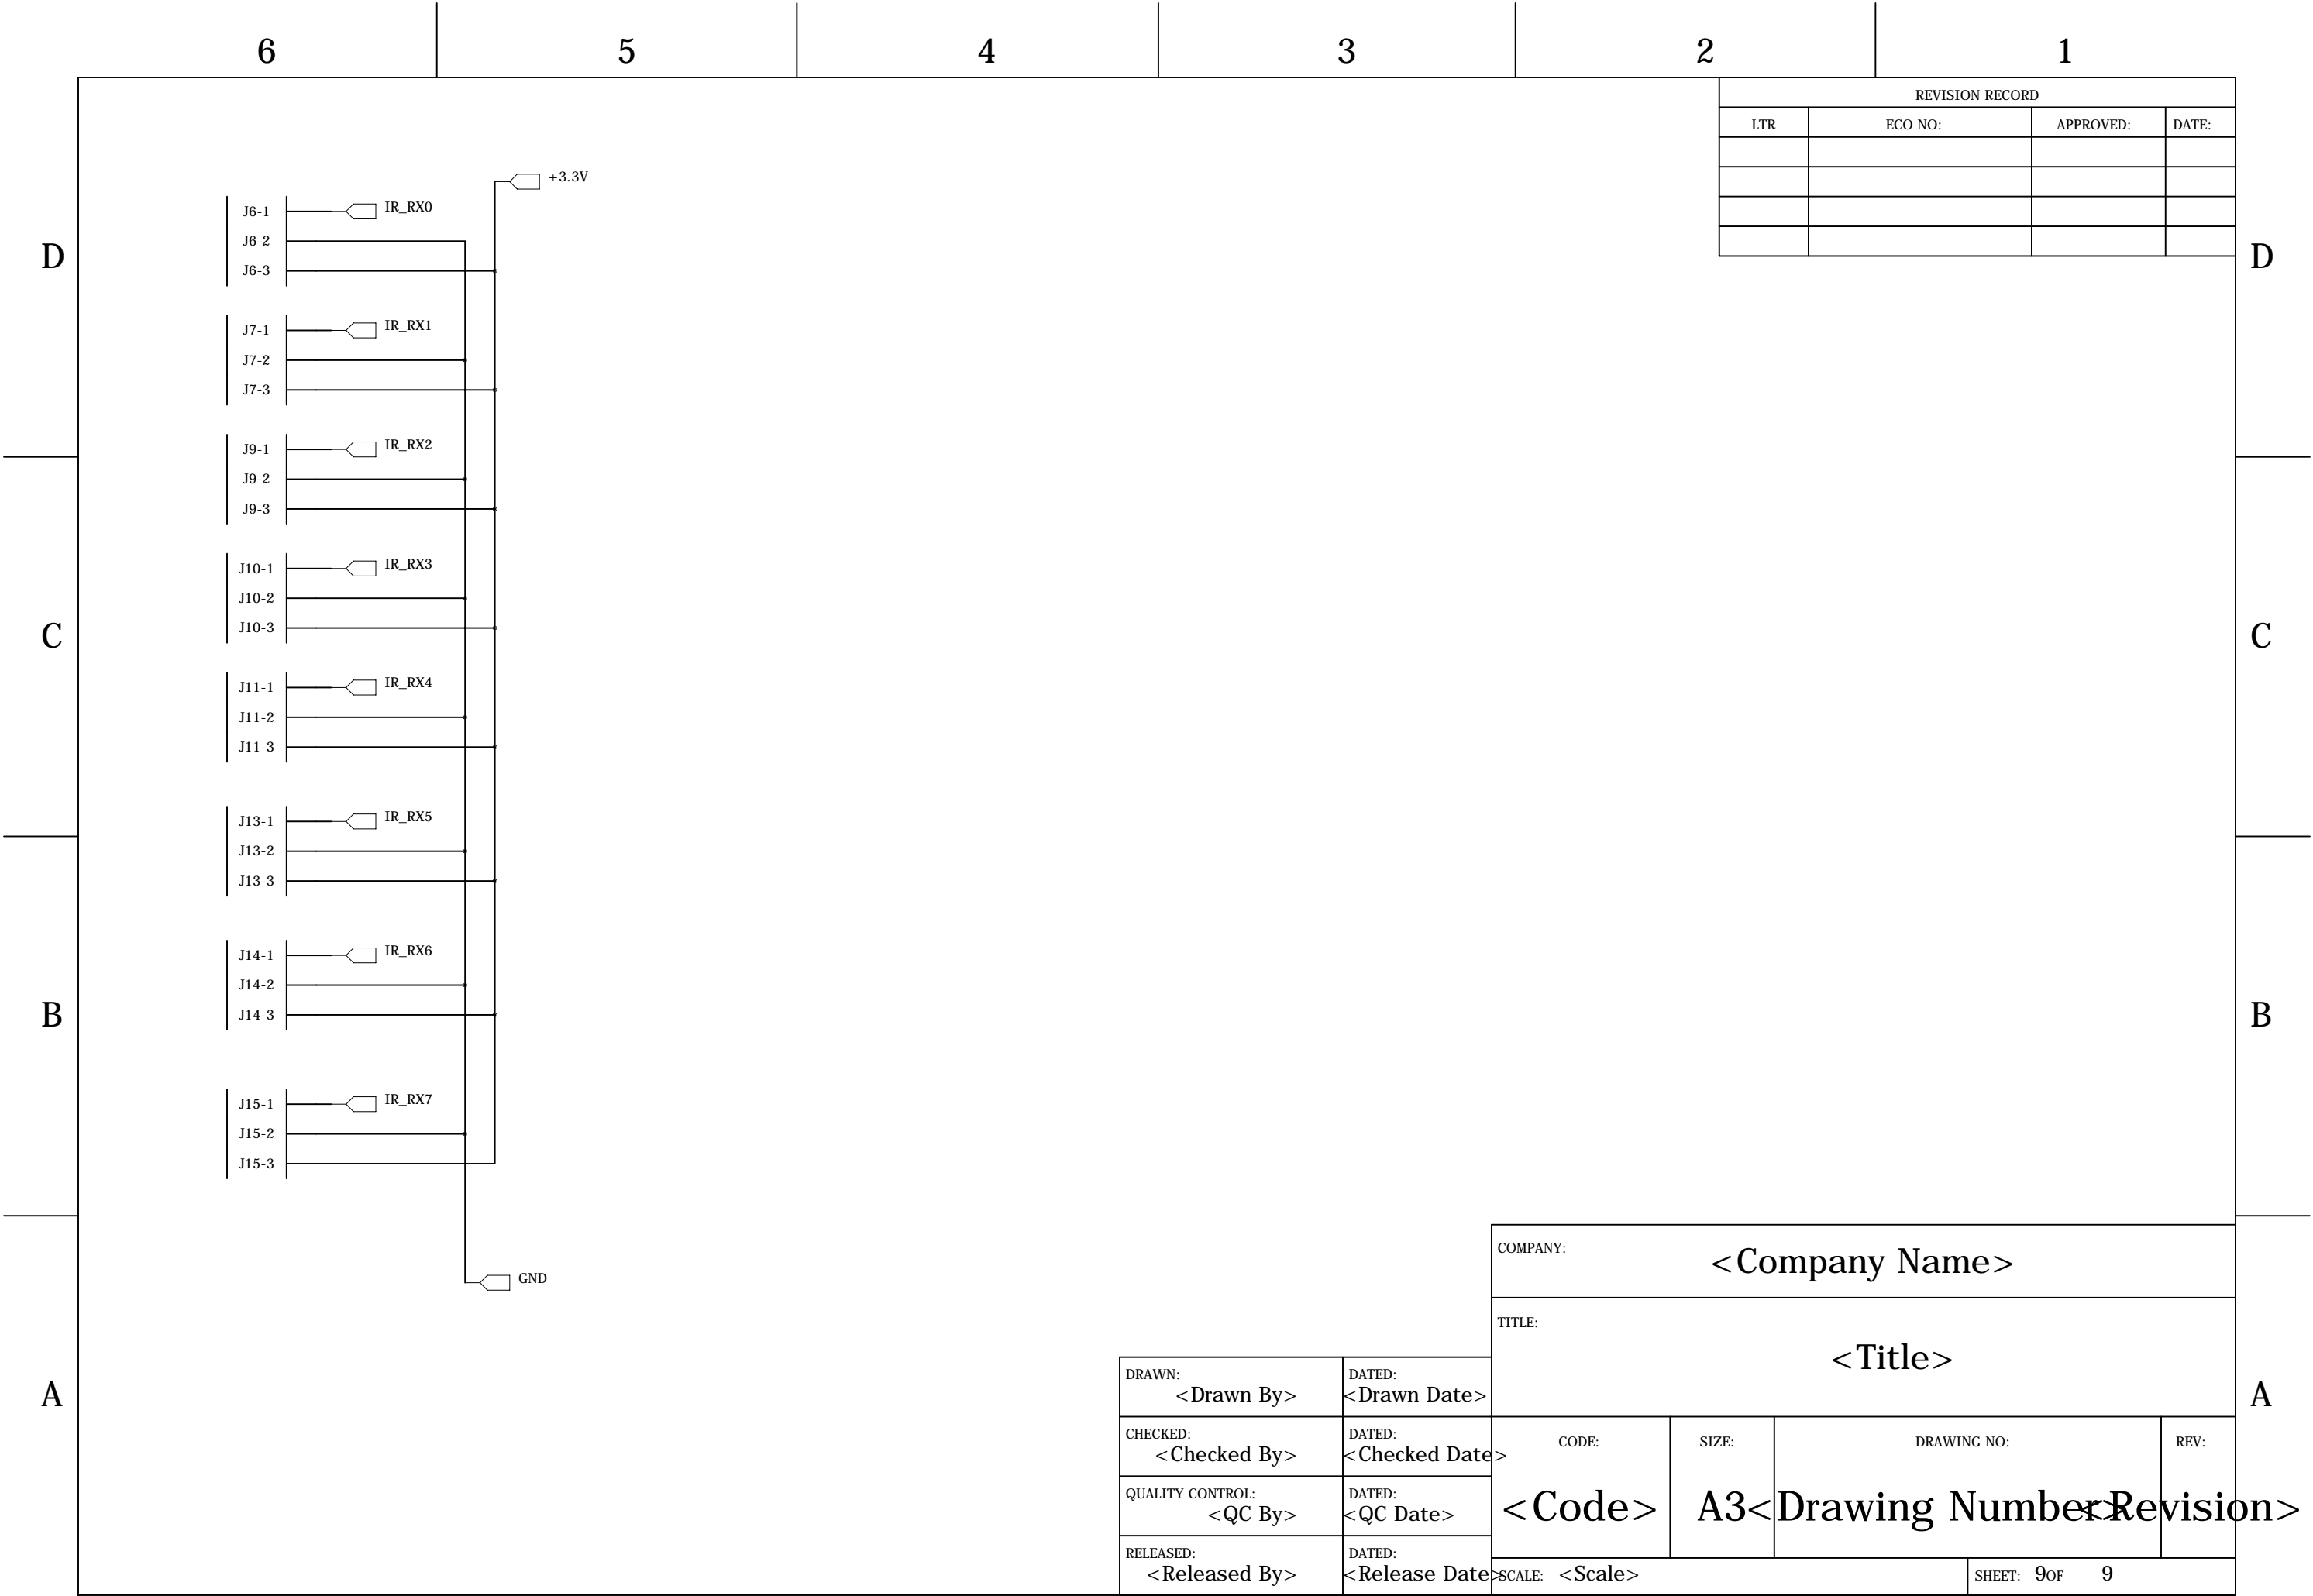 6 5 4 3 2 1
REVISION RECORD
LTR ECO NO: APPROVED: DATE:
+3.3V
J6-1 IR_RX0
J6-2
D D
J6-3
J7-1 IR_RX1
J7-2
J7-3
J9-1 IR_RX2
J9-2
J9-3
J10-1 IR_RX3
J10-2
J10-3
C C
J11-1 IR_RX4
J11-2
J11-3
J13-1 IR_RX5
J13-2
J13-3
J14-1 IR_RX6
J14-2
J14-3
B B
J15-1 IR_RX7
J15-2
J15-3
GND
COMPANY: <Company Name>
TITLE:
<Title>
A A
DRAWN: DATED:
<Drawn By> <Drawn Date>
CHECKED: DATED:
<Checked By> <Checked Date>
CODE: SIZE: DRAWING NO: REV:
<Code> A3 <Drawing Number> <Revision>
QUALITY CONTROL: DATED:
<QC By> <QC Date>
RELEASED: DATED:
<Released By> <Release Date>
SCALE: <Scale> SHEET: 9 OF 9